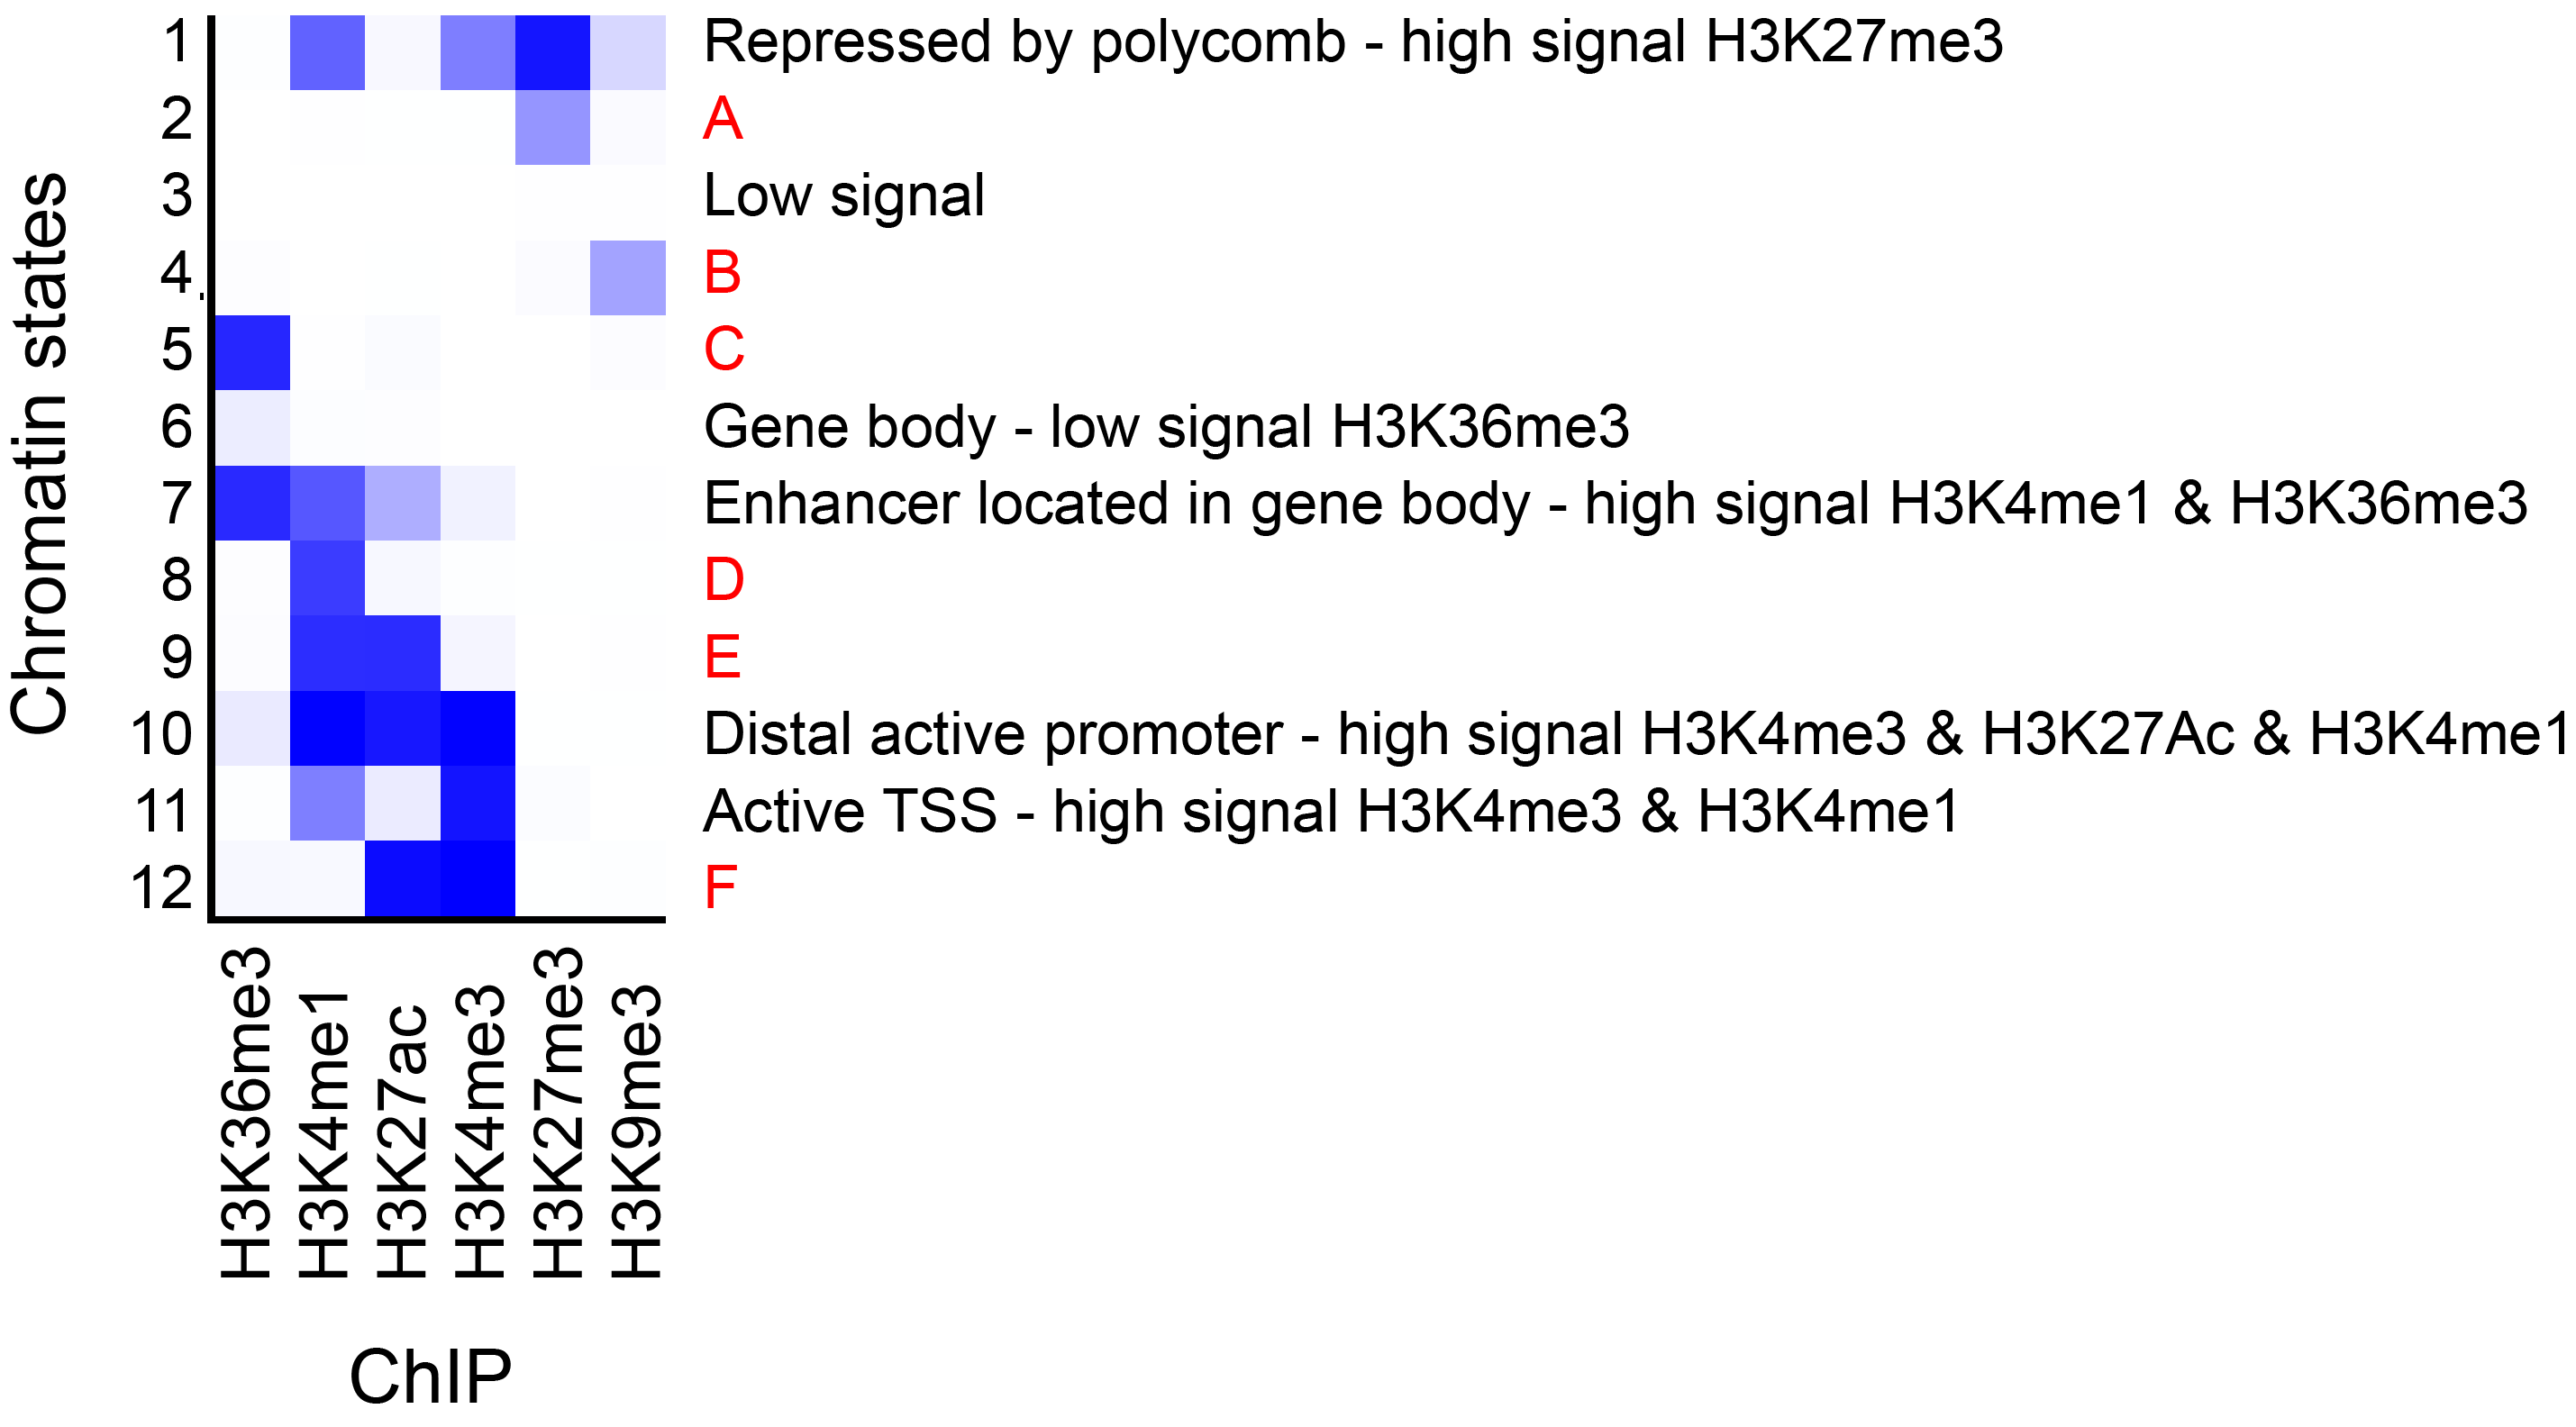 Chromatin states
1 Repressed by polycomb - high signal H3K27me3
2 A
3 Low signal
4 B
5 C
6 Gene body - low signal H3K36me3
7 Enhancer located in gene body - high signal H3K4me1 & H3K36me3
8 D
9 E
10 Distal active promoter - high signal H3K4me3 & H3K27Ac & H3K4me1
11 Active TSS - high signal H3K4me3 & H3K4me1
12 F
H3K36me3
H3K4me1
H3K27ac
H3K4me3
H3K27me3
H3K9me3
ChIP